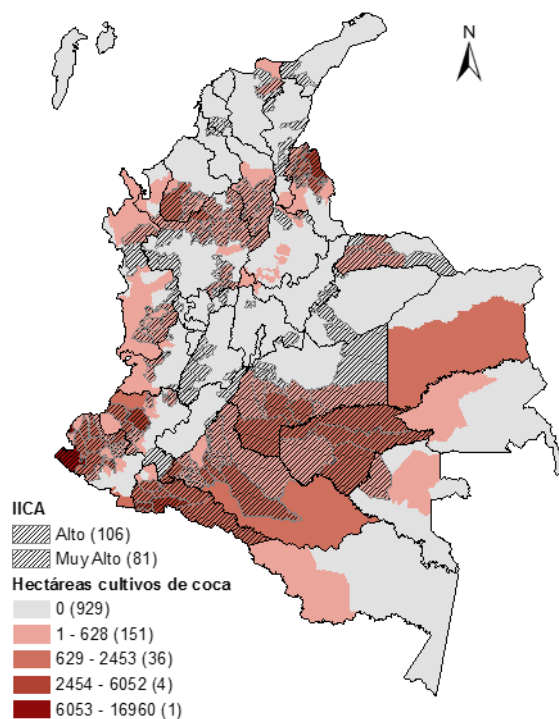 N
IICA
Alto (106)
Muy Alto (81)
Hectáreas cultivos de coca
0 (929)
1 - 628 (151)
629 - 2453 (36)
2454 - 6052 (4)
6053 - 16960 (1)